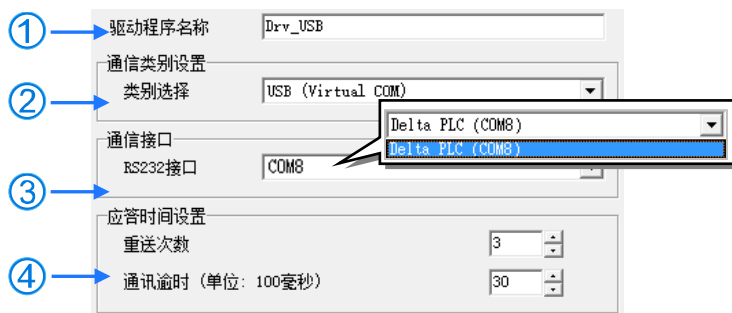 ① 驱动程序名称 Drv_USB
通信类别设置
② 类别选择 USB (Virtual COM)
Delta PLC (COM8)
Delta PLC (COM8)
通信接口
RS232接口 COM8
③
应答时间设置
重送次数 3
④ 通讯逾时 (单位: 100毫秒) 30